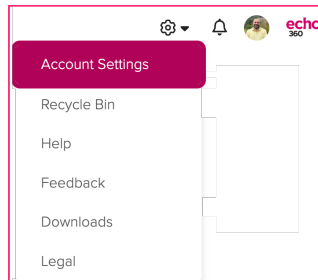 echo
360
Account Settings
Recycle Bin
Help
Feedback
Downloads
Legal